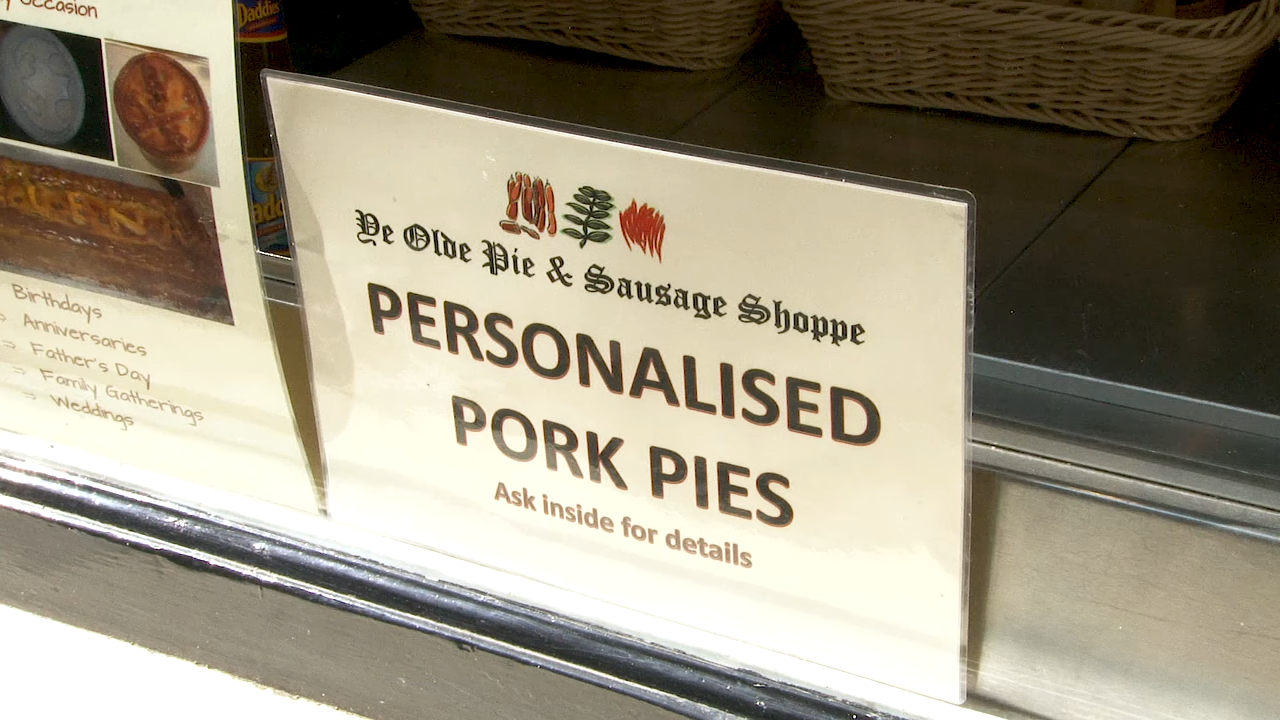 Occasion
Birthdays
Anniversaries
Father's Day
Family Gatherings
Weddings
Daddies
Ye Olde Pie & Sausage Shoppe
PERSONALISED
PORK PIES
Ask inside for details